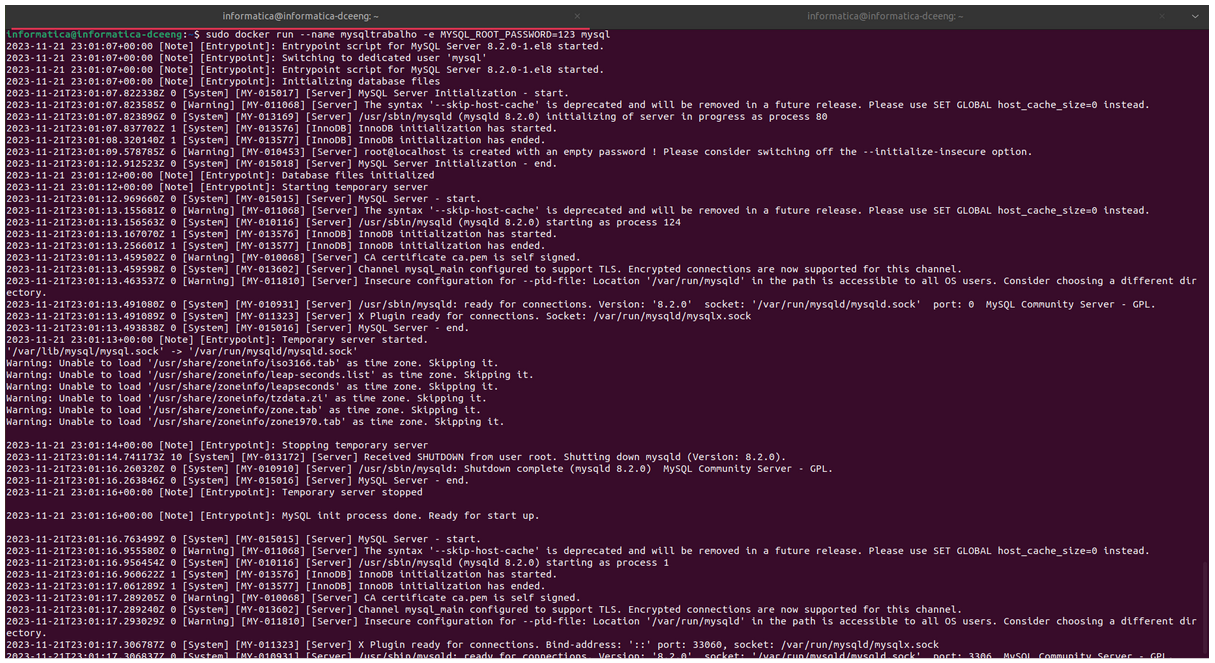 informatica@informatica-dceeng: ~
informatica@informatica-dceeng: ~
informatica@informatica-dceeng:~$ sudo docker run --name mysqltrabalho -e MYSQL_ROOT_PASSWORD=123 mysql
2023-11-21 23:01:07+00:00 [Note] [Entrypoint]: Entrypoint script for MySQL Server 8.2.0-1.el8 started.
2023-11-21 23:01:07+00:00 [Note] [Entrypoint]: Switching to dedicated user 'mysql'
2023-11-21 23:01:07+00:00 [Note] [Entrypoint]: Entrypoint script for MySQL Server 8.2.0-1.el8 started.
2023-11-21 23:01:07+00:00 [Note] [Entrypoint]: Initializing database files
2023-11-21T23:01:07.822338Z 0 [System] [MY-015017] [Server] MySQL Server Initialization - start.
2023-11-21T23:01:07.823585Z 0 [Warning] [MY-011068] [Server] The syntax '--skip-host-cache' is deprecated and will be removed in a future release. Please use SET GLOBAL host_cache_size=0 instead.
2023-11-21T23:01:07.823896Z 0 [System] [MY-013169] [Server] /usr/sbin/mysqld (mysqld 8.2.0) initializing of server in progress as process 80
2023-11-21T23:01:07.837702Z 1 [System] [MY-013576] [InnoDB] InnoDB initialization has started.
2023-11-21T23:01:08.320140Z 1 [System] [MY-013577] [InnoDB] InnoDB initialization has ended.
2023-11-21T23:01:09.578785Z 6 [Warning] [MY-010453] [Server] root@localhost is created with an empty password ! Please consider switching off the --initialize-insecure option.
2023-11-21T23:01:12.912523Z 0 [System] [MY-015018] [Server] MySQL Server Initialization - end.
2023-11-21 23:01:12+00:00 [Note] [Entrypoint]: Database files initialized
2023-11-21 23:01:12+00:00 [Note] [Entrypoint]: Starting temporary server
2023-11-21T23:01:12.969660Z 0 [System] [MY-015015] [Server] MySQL Server - start.
2023-11-21T23:01:13.155681Z 0 [Warning] [MY-011068] [Server] The syntax '--skip-host-cache' is deprecated and will be removed in a future release. Please use SET GLOBAL host_cache_size=0 instead.
2023-11-21T23:01:13.156563Z 0 [System] [MY-010116] [Server] /usr/sbin/mysqld (mysqld 8.2.0) starting as process 124
2023-11-21T23:01:13.167070Z 1 [System] [MY-013576] [InnoDB] InnoDB initialization has started.
2023-11-21T23:01:13.256601Z 1 [System] [MY-013577] [InnoDB] InnoDB initialization has ended.
2023-11-21T23:01:13.459502Z 0 [Warning] [MY-010068] [Server] CA certificate ca.pem is self signed.
2023-11-21T23:01:13.459598Z 0 [System] [MY-013602] [Server] Channel mysql_main configured to support TLS. Encrypted connections are now supported for this channel.
2023-11-21T23:01:13.463537Z 0 [Warning] [MY-011810] [Server] Insecure configuration for --pid-file: Location '/var/run/mysqld' in the path is accessible to all OS users. Consider choosing a different dir
ectory.
2023-11-21T23:01:13.491080Z 0 [System] [MY-010931] [Server] /usr/sbin/mysqld: ready for connections. Version: '8.2.0'  socket: '/var/run/mysqld/mysqld.sock'  port: 0  MySQL Community Server - GPL.
2023-11-21T23:01:13.491089Z 0 [System] [MY-011323] [Server] X Plugin ready for connections. Socket: /var/run/mysqld/mysqlx.sock
2023-11-21T23:01:13.493838Z 0 [System] [MY-015016] [Server] MySQL Server - end.
2023-11-21 23:01:13+00:00 [Note] [Entrypoint]: Temporary server started.
'/var/lib/mysql/mysql.sock' -> '/var/run/mysqld/mysqld.sock'
Warning: Unable to load '/usr/share/zoneinfo/iso3166.tab' as time zone. Skipping it.
Warning: Unable to load '/usr/share/zoneinfo/leap-seconds.list' as time zone. Skipping it.
Warning: Unable to load '/usr/share/zoneinfo/leapseconds' as time zone. Skipping it.
Warning: Unable to load '/usr/share/zoneinfo/tzdata.zi' as time zone. Skipping it.
Warning: Unable to load '/usr/share/zoneinfo/zone.tab' as time zone. Skipping it.
Warning: Unable to load '/usr/share/zoneinfo/zone1970.tab' as time zone. Skipping it.
2023-11-21 23:01:14+00:00 [Note] [Entrypoint]: Stopping temporary server
2023-11-21T23:01:14.741173Z 10 [System] [MY-013172] [Server] Received SHUTDOWN from user root. Shutting down mysqld (Version: 8.2.0).
2023-11-21T23:01:16.260320Z 0 [System] [MY-010910] [Server] /usr/sbin/mysqld: Shutdown complete (mysqld 8.2.0)  MySQL Community Server - GPL.
2023-11-21T23:01:16.263846Z 0 [System] [MY-015016] [Server] MySQL Server - end.
2023-11-21 23:01:16+00:00 [Note] [Entrypoint]: Temporary server stopped
2023-11-21 23:01:16+00:00 [Note] [Entrypoint]: MySQL init process done. Ready for start up.
2023-11-21T23:01:16.763499Z 0 [System] [MY-015015] [Server] MySQL Server - start.
2023-11-21T23:01:16.955580Z 0 [Warning] [MY-011068] [Server] The syntax '--skip-host-cache' is deprecated and will be removed in a future release. Please use SET GLOBAL host_cache_size=0 instead.
2023-11-21T23:01:16.956454Z 0 [System] [MY-010116] [Server] /usr/sbin/mysqld (mysqld 8.2.0) starting as process 1
2023-11-21T23:01:16.960622Z 1 [System] [MY-013576] [InnoDB] InnoDB initialization has started.
2023-11-21T23:01:17.061289Z 1 [System] [MY-013577] [InnoDB] InnoDB initialization has ended.
2023-11-21T23:01:17.289205Z 0 [Warning] [MY-010068] [Server] CA certificate ca.pem is self signed.
2023-11-21T23:01:17.289240Z 0 [System] [MY-013602] [Server] Channel mysql_main configured to support TLS. Encrypted connections are now supported for this channel.
2023-11-21T23:01:17.293029Z 0 [Warning] [MY-011810] [Server] Insecure configuration for --pid-file: Location '/var/run/mysqld' in the path is accessible to all OS users. Consider choosing a different dir
ectory.
2023-11-21T23:01:17.306787Z 0 [System] [MY-011323] [Server] X Plugin ready for connections. Bind-address: '::' port: 33060, socket: /var/run/mysqld/mysqlx.sock
2023-11-21T23:01:17.306837Z 0 [System] [MY-010931] [Server] /usr/sbin/mysqld: ready for connections. Version: '8.2.0'  socket: '/var/run/mysqld/mysqld.sock'  port: 3306  MySQL Community Server - GPL.